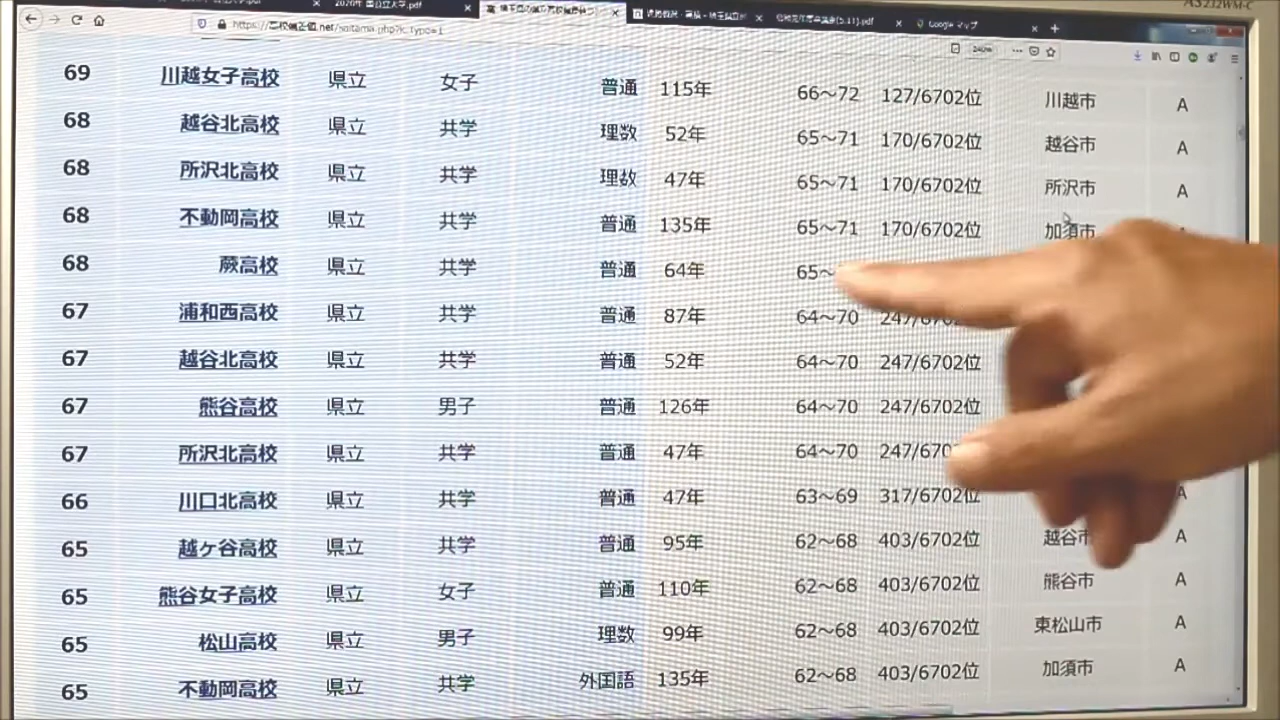 Google マップ
240%
69 川越女子高校 県立 女子 普通 115年 66～72 127/6702位 川越市 A
68 越谷北高校 県立 共学 理数 52年 65～71 170/6702位 越谷市 A
68 所沢北高校 県立 共学 理数 47年 65～71 170/6702位 所沢市 A
68 不動岡高校 県立 共学 普通 135年 65～71 170/6702位 加須市
68 蕨高校 県立 共学 普通 64年 65～
67 浦和西高校 県立 共学 普通 87年 64～70 247/6702位
67 越谷北高校 県立 共学 普通 52年 64～70 247/6702位
67 熊谷高校 県立 男子 普通 126年 64～70 247/6702位
67 所沢北高校 県立 共学 普通 47年 64～70 247/670
66 川口北高校 県立 共学 普通 47年 63～69 317/6702位 A
65 越ヶ谷高校 県立 共学 普通 95年 62～68 403/6702位 越谷市 A
65 熊谷女子高校 県立 女子 普通 110年 62～68 403/6702位 熊谷市 A
65 松山高校 県立 男子 理数 99年 62～68 403/6702位 東松山市 A
65 不動岡高校 県立 共学 外国語 135年 62～68 403/6702位 加須市 A